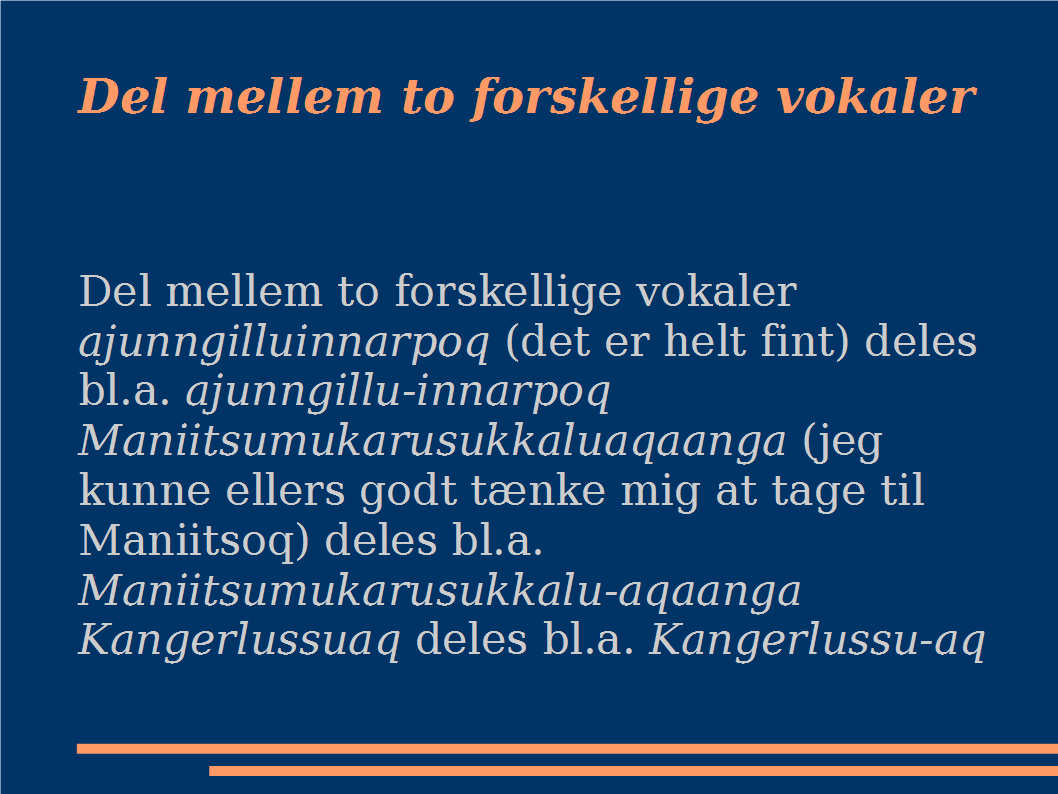 Del mellem to forskellige vokaler
Del mellem to forskellige vokaler
ajunngilluinnarpoq (det er helt fint) deles
bl.a. ajunngillu-innarpoq
Maniitsumukarusukkaluaqaanga (jeg
kunne ellers godt tænke mig at tage til
Maniitsoq) deles bl.a.
Maniitsumukarusukkalu-aqaanga
Kangerlussuaq deles bl.a. Kangerlussu-aq